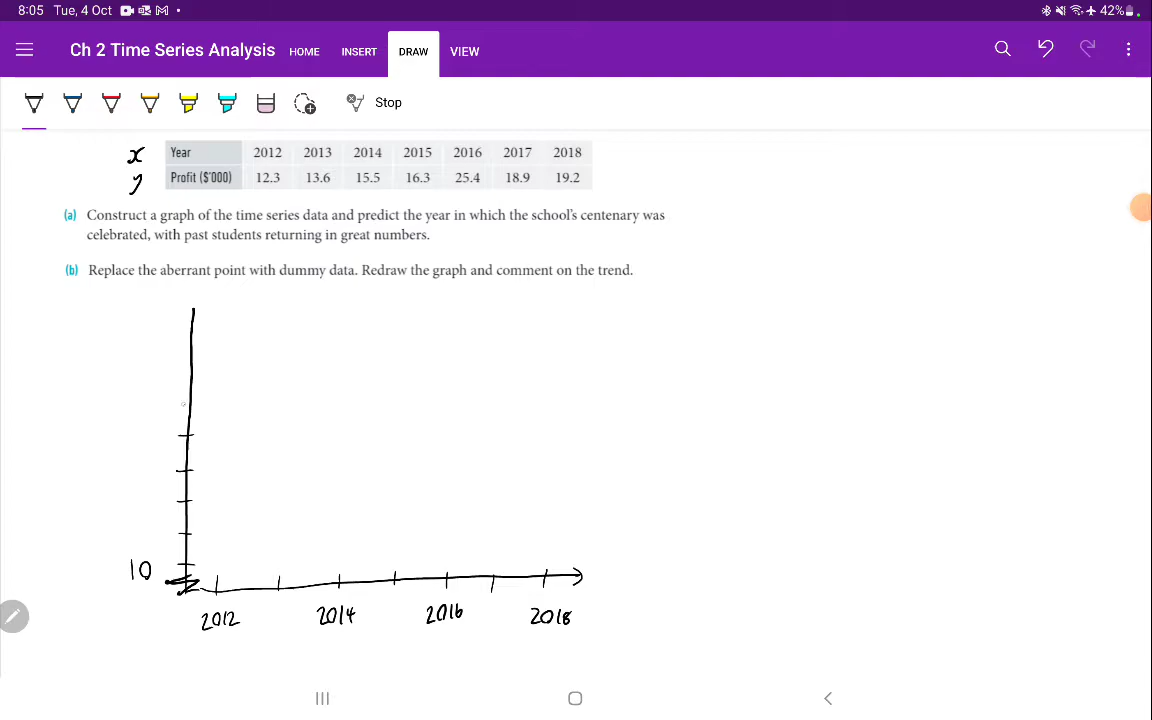 8:05 Tue, 4 Oct 42%
Ch 2 Time Series Analysis HOME INSERT DRAW VIEW
Stop
x Year 2012 2013 2014 2015 2016 2017 2018
y Profit ($'000) 12.3 13.6 15.5 16.3 25.4 18.9 19.2
(a) Construct a graph of the time series data and predict the year in which the school's centenary was
celebrated, with past students returning in great numbers.
(b) Replace the aberrant point with dummy data. Redraw the graph and comment on the trend.
10
2012 2014 2016 2018